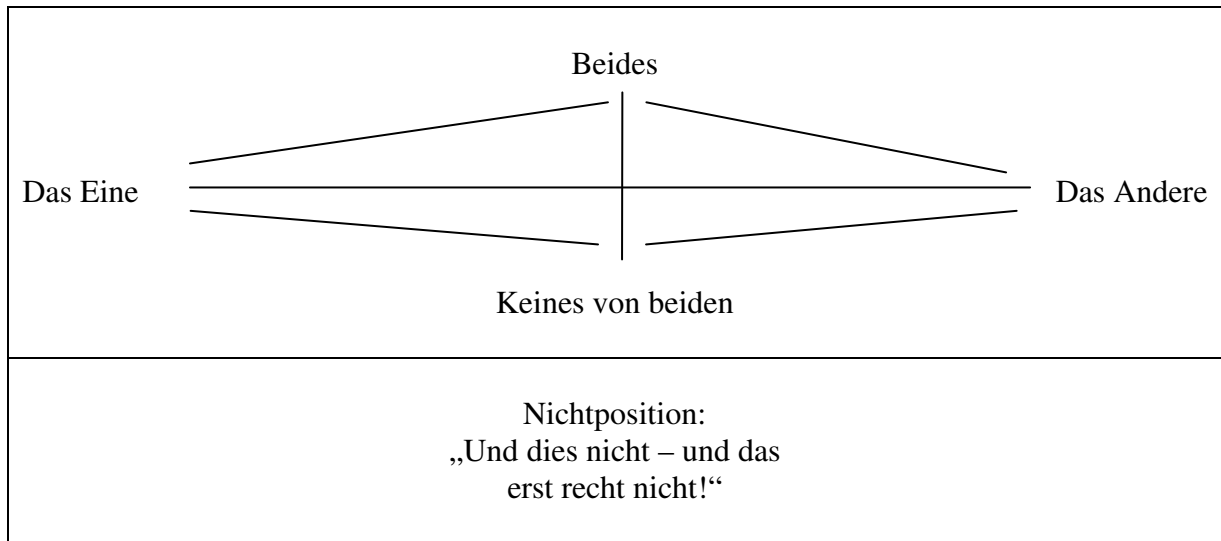 Beides
Das Eine
Das Andere
Keines von beiden
Nichtposition:
„Und dies nicht – und das
erst recht nicht!“